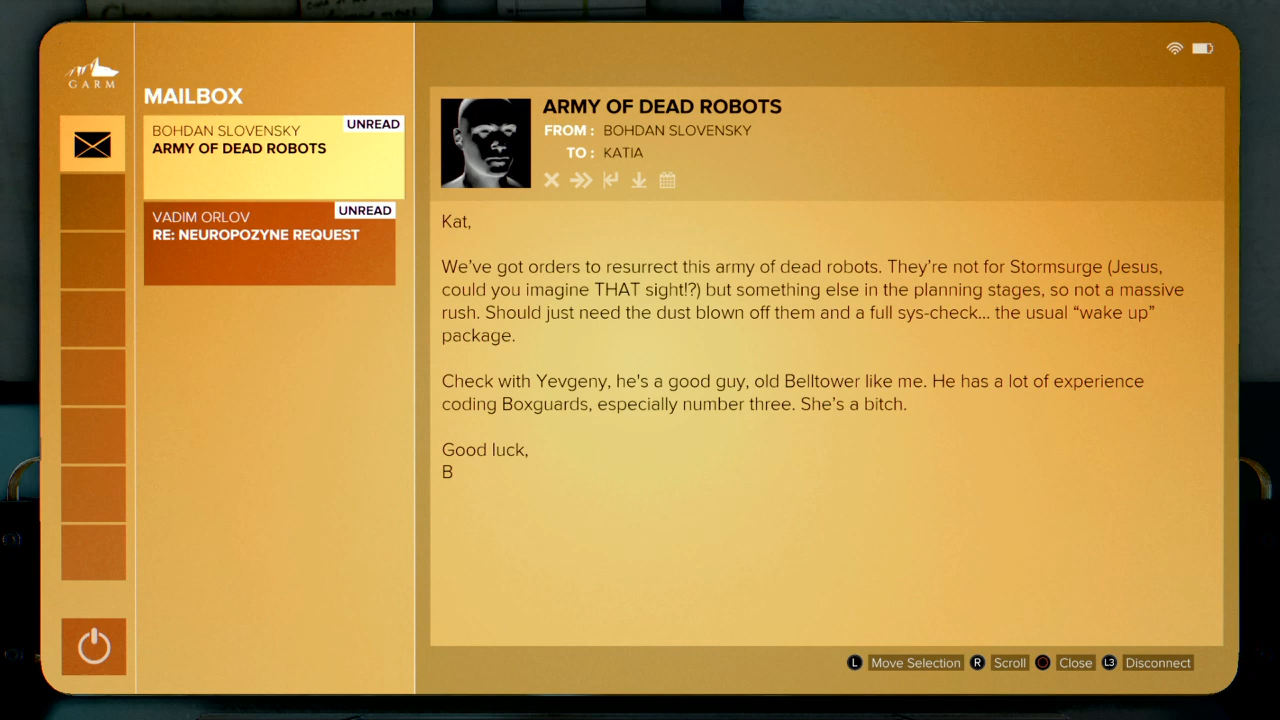 GARM
MAILBOX
UNREAD
BOHDAN SLOVENSKY
ARMY OF DEAD ROBOTS
UNREAD
VADIM ORLOV
RE: NEUROPOZYNE REQUEST
ARMY OF DEAD ROBOTS
FROM : BOHDAN SLOVENSKY
TO : KATIA
Kat,
We’ve got orders to resurrect this army of dead robots. They’re not for Stormsurge (Jesus,
could you imagine THAT sight!?) but something else in the planning stages, so not a massive
rush. Should just need the dust blown off them and a full sys-check... the usual “wake up”
package.
Check with Yevgeny, he's a good guy, old Belltower like me. He has a lot of experience
coding Boxguards, especially number three. She’s a bitch.
Good luck,
B
L Move Selection R Scroll Close L3 Disconnect